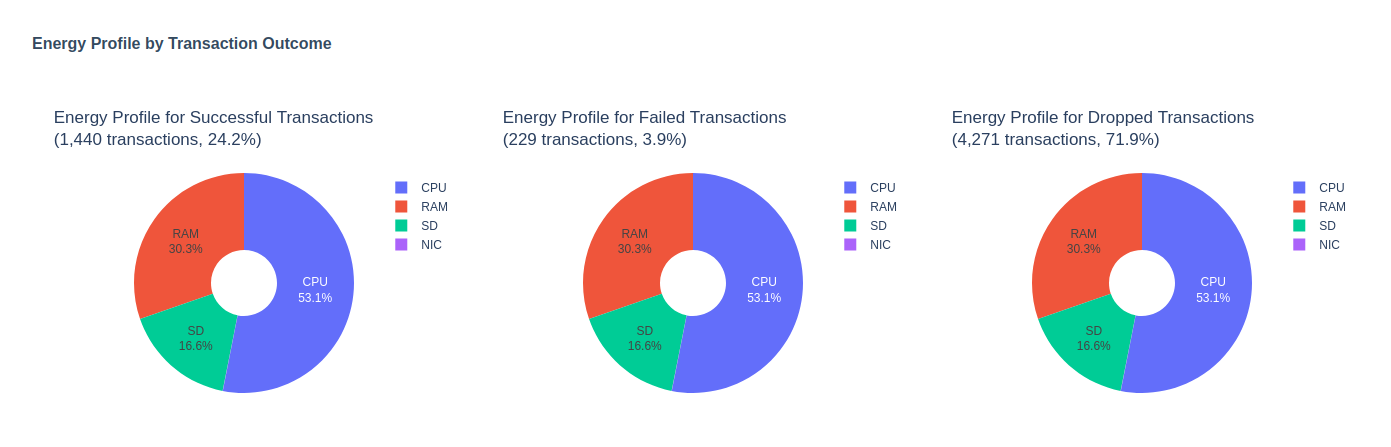 Energy Profile by Transaction Outcome
Energy Profile for Successful Transactions
(1,440 transactions, 24.2%)
RAM
30.3%
CPU
53.1%
SD
16.6%
CPU
RAM
SD
NIC
Energy Profile for Failed Transactions
(229 transactions, 3.9%)
RAM
30.3%
CPU
53.1%
SD
16.6%
CPU
RAM
SD
NIC
Energy Profile for Dropped Transactions
(4,271 transactions, 71.9%)
RAM
30.3%
CPU
53.1%
SD
16.6%
CPU
RAM
SD
NIC